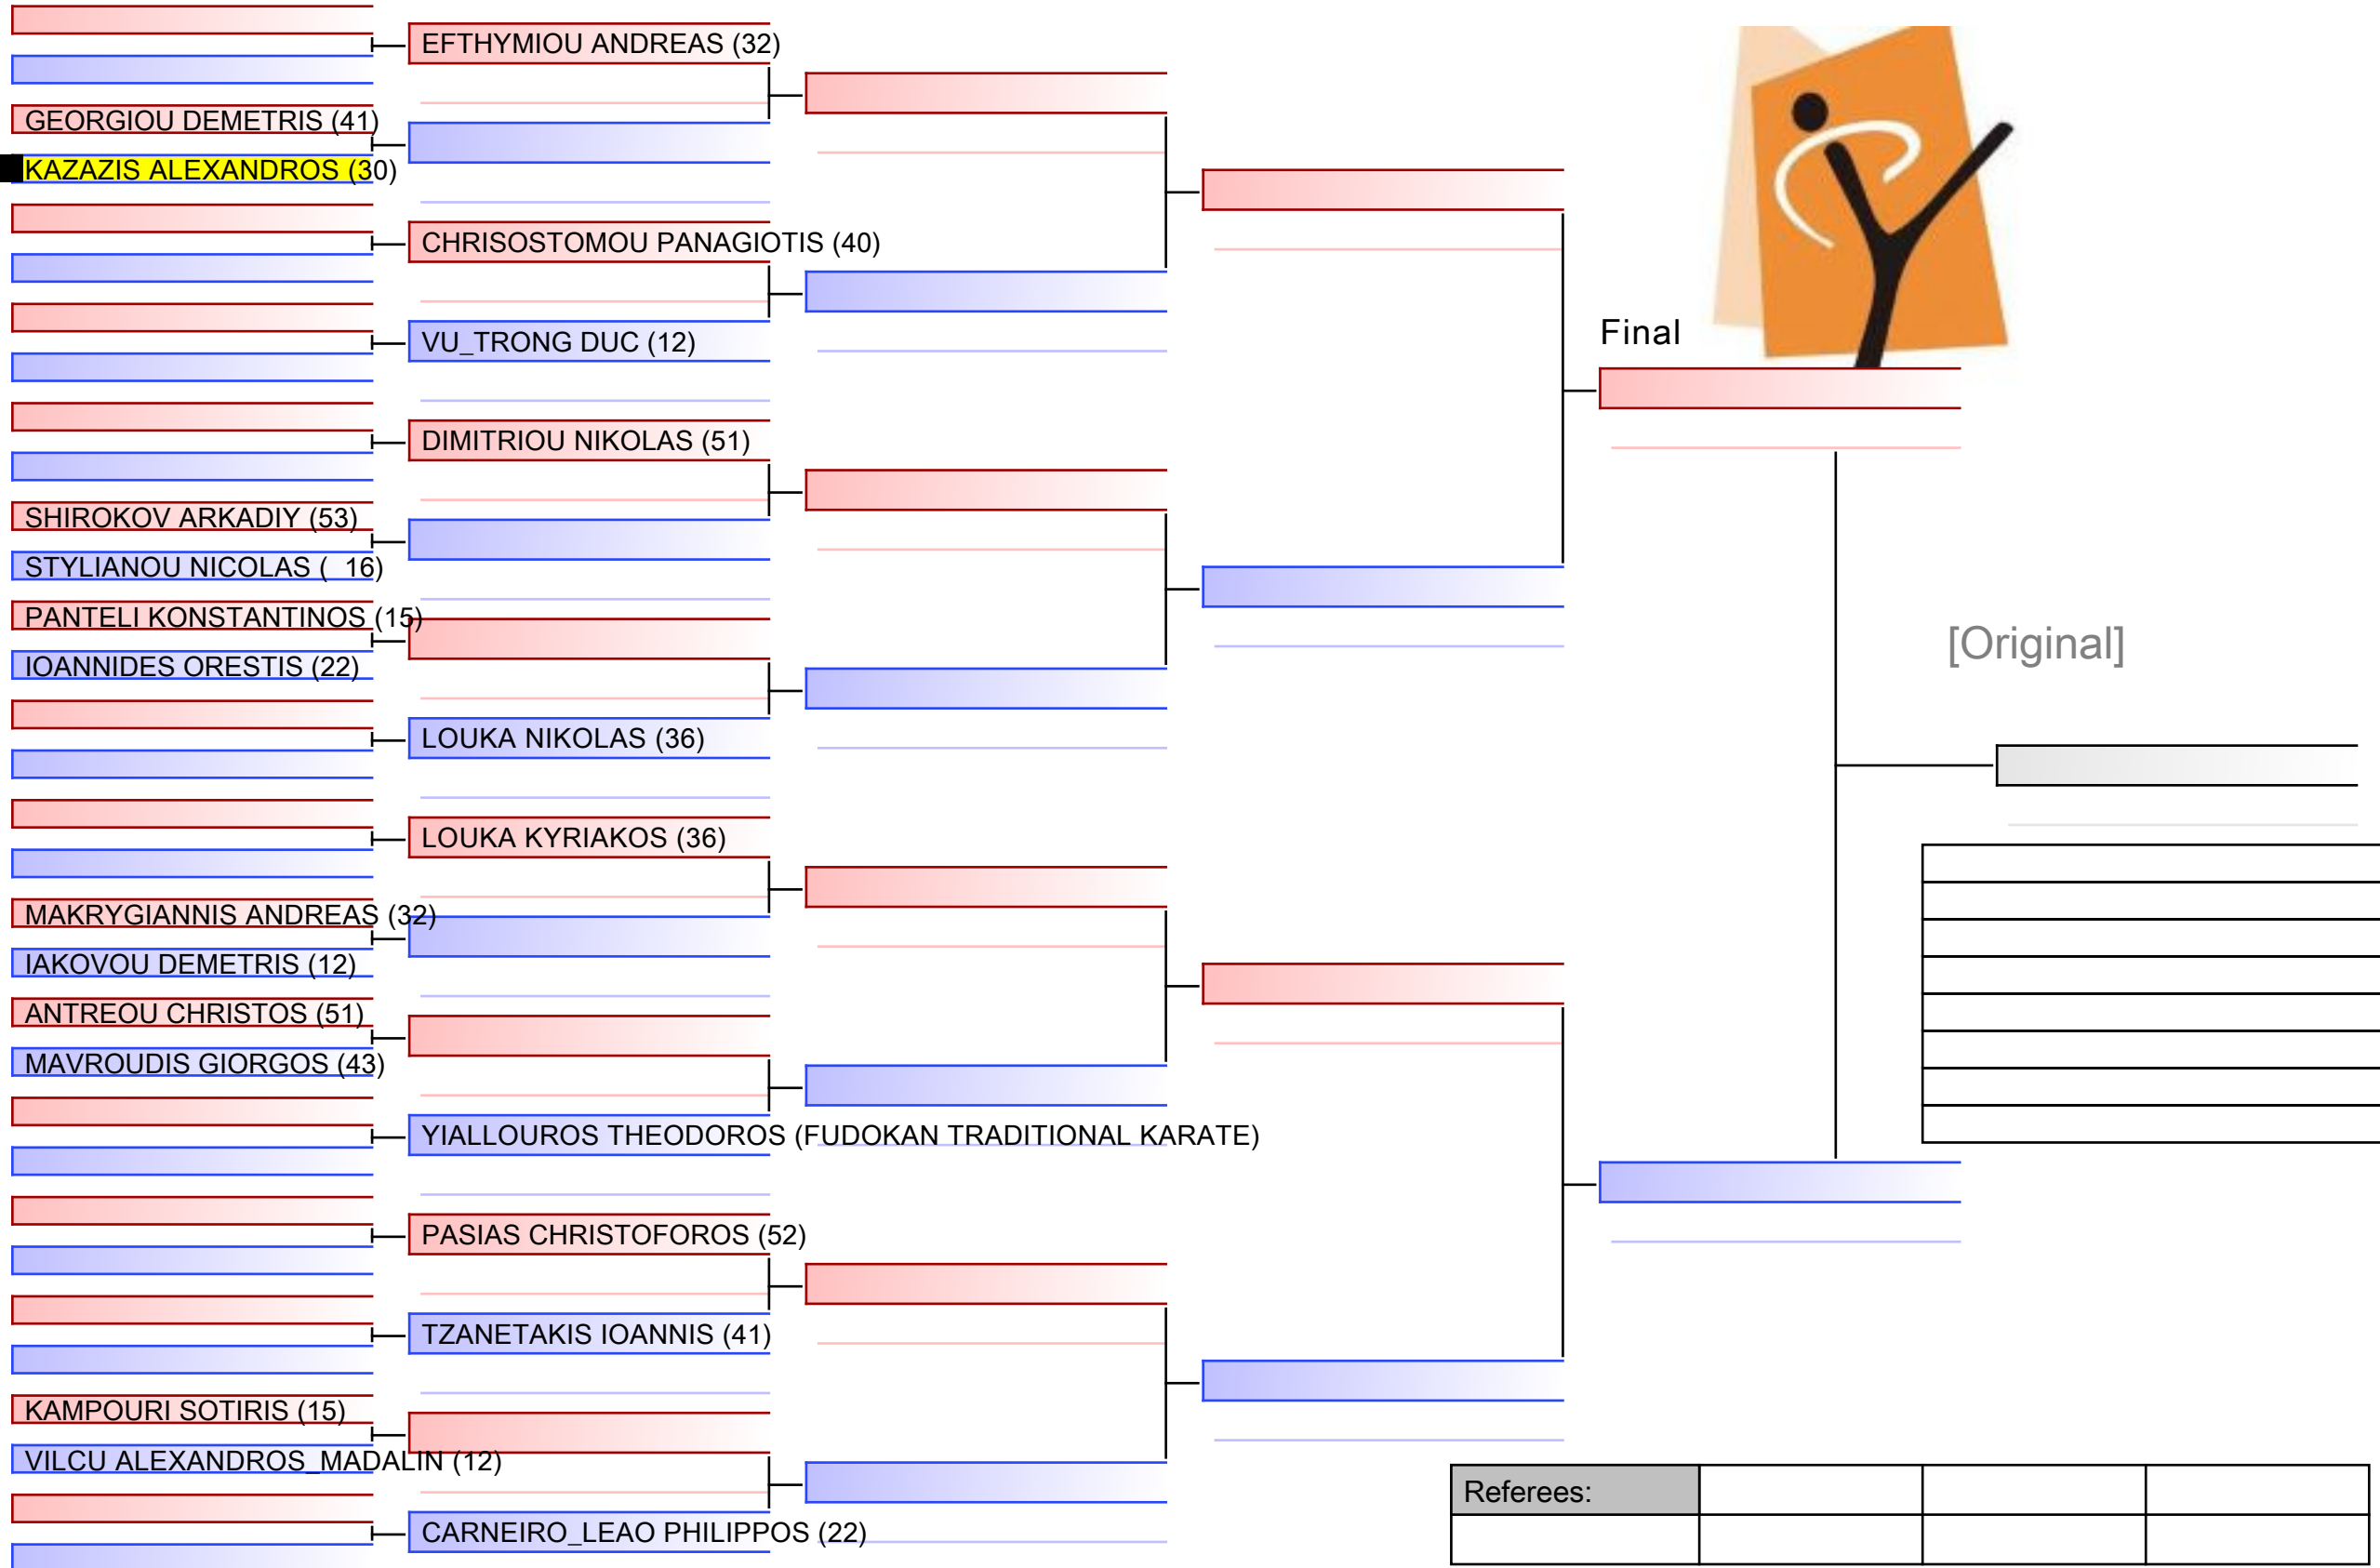 EFTHYMIOU ANDREAS (32)
GEORGIOU DEMETRIS (41)
KAZAZIS ALEXANDROS (30)
CHRISOSTOMOU PANAGIOTIS (40)
VU_TRONG DUC (12)
Final
DIMITRIOU NIKOLAS (51)
SHIROKOV ARKADIY (53)
STYLIANOU NICOLAS ( 16)
PANTELI KONSTANTINOS (15)
[Original]
IOANNIDES ORESTIS (22)
LOUKA NIKOLAS (36)
LOUKA KYRIAKOS (36)
MAKRYGIANNIS ANDREAS (32)
IAKOVOU DEMETRIS (12)
ANTREOU CHRISTOS (51)
MAVROUDIS GIORGOS (43)
YIALLOUROS THEODOROS (FUDOKAN TRADITIONAL KARATE)
PASIAS CHRISTOFOROS (52)
TZANETAKIS IOANNIS (41)
KAMPOURI SOTIRIS (15)
VILCU ALEXANDROS_MADALIN (12)
Referees:
CARNEIRO_LEAO PHILIPPOS (22)